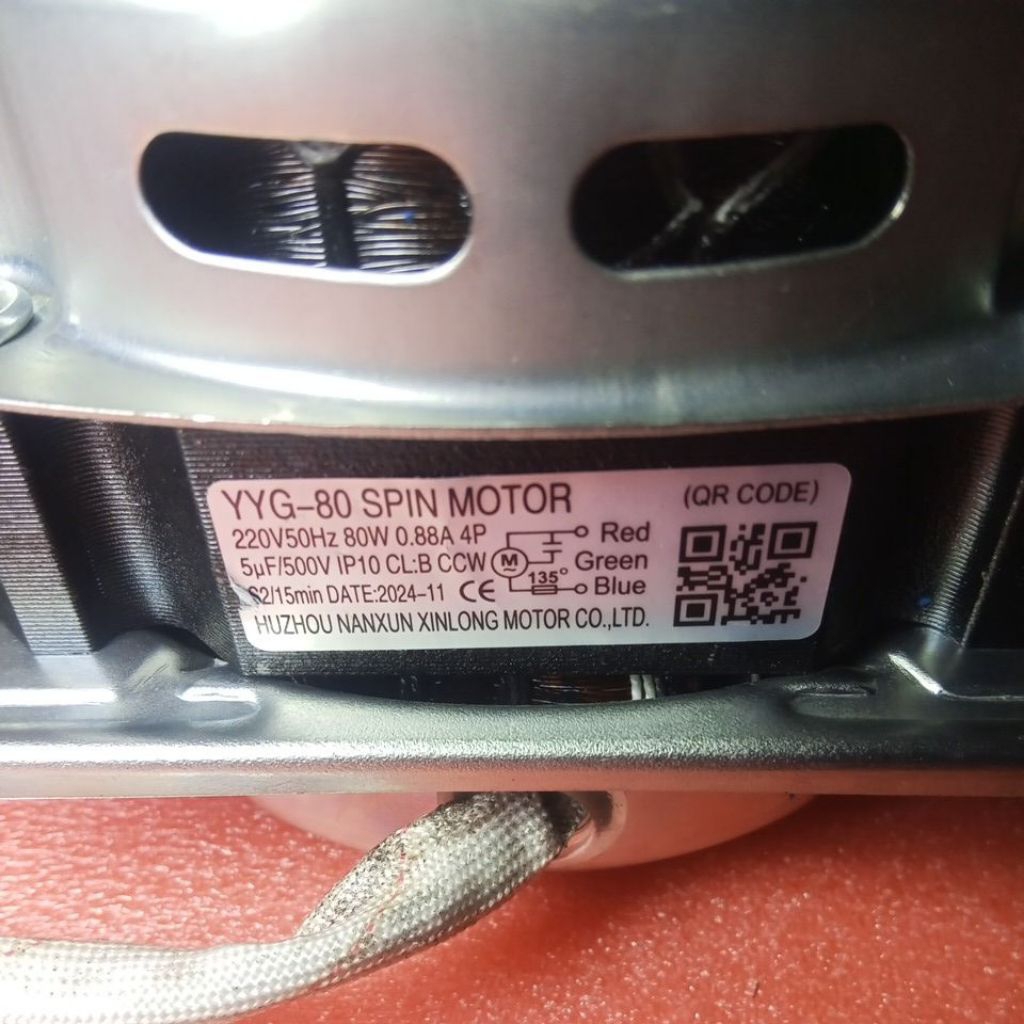 YYG-80 SPIN MOTOR
(QR CODE)
220V50Hz 80W 0.88A 4P
5μF/500V IP10 CL:B CCW
S2/15min DATE:2024-11 CE
HUZHOU NANXUN XINLONG MOTOR CO.,LTD.
M
~
135°
Red
Green
Blue